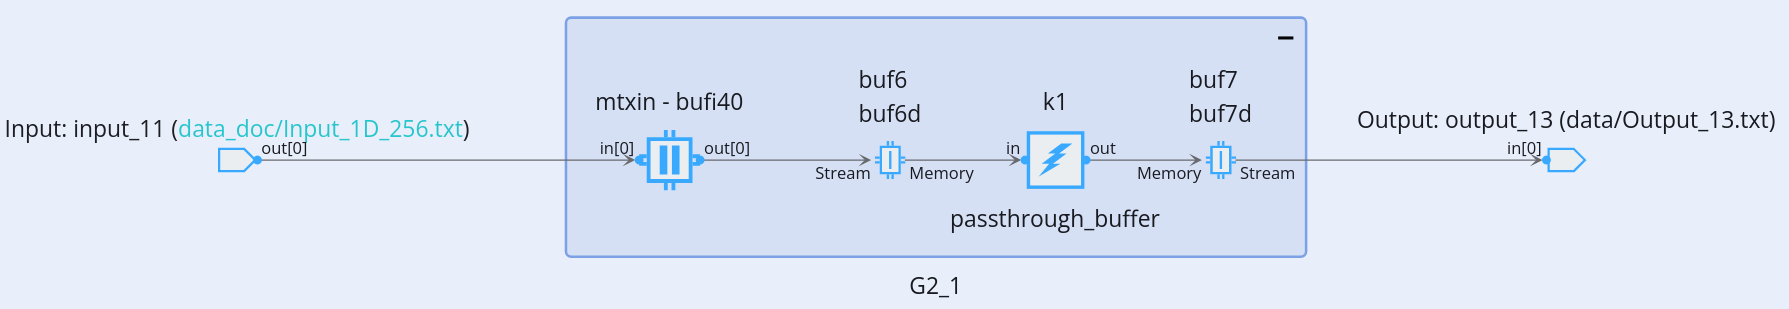 Input: input_11 (data_doc/Input_1D_256.txt)
out[0]
mtxin - bufi40
in[0]
out[0]
buf6
buf6d
Stream
Memory
k1
in
out
passthrough_buffer
buf7
buf7d
Memory
Stream
G2_1
Output: output_13 (data/Output_13.txt)
in[0]